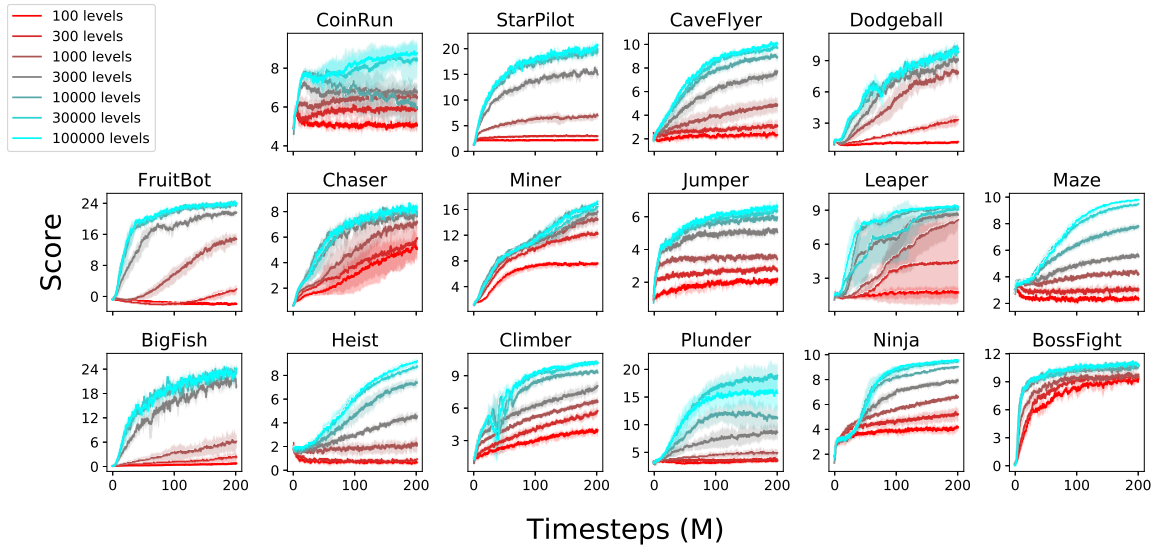 100 levels
300 levels
1000 levels
3000 levels
10000 levels
30000 levels
100000 levels
CoinRun
StarPilot
CaveFlyer
Dodgeball
8
6
4
20
15
10
5
0
10
8
6
4
2
9
6
3
FruitBot
Chaser
Miner
Jumper
Leaper
Maze
24
16
8
0
8
6
4
2
16
12
8
4
6
4
2
9
6
3
10
8
6
4
2
Score
BigFish
Heist
Climber
Plunder
Ninja
BossFight
24
18
12
6
0
8
6
4
2
0
9
6
3
20
15
10
5
10
8
6
4
2
12
9
6
3
0
0 100 200
0 100 200
0 100 200
0 100 200
0 100 200
0 100 200
Timesteps (M)